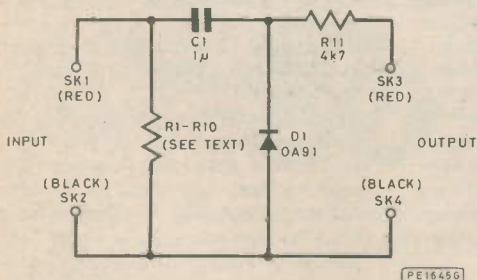 C1
1μ
R11
4k7
SK1
(RED)
SK3
(RED)
INPUT
R1-R10
(SEE TEXT)
D1
OA91
OUTPUT
(BLACK)
SK2
(BLACK)
SK4
PE1645G